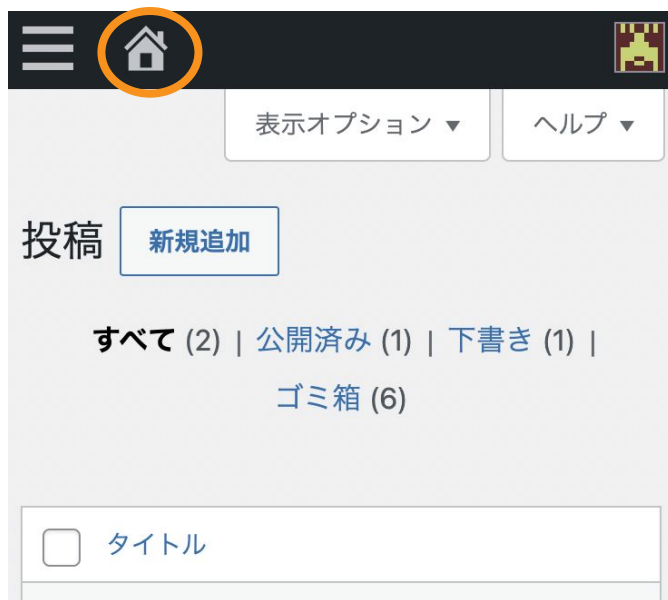 表示オプション ▼ ヘルプ ▼
投稿 新規追加
すべて (2) | 公開済み (1) | 下書き (1) |
ゴミ箱 (6)
タイトル